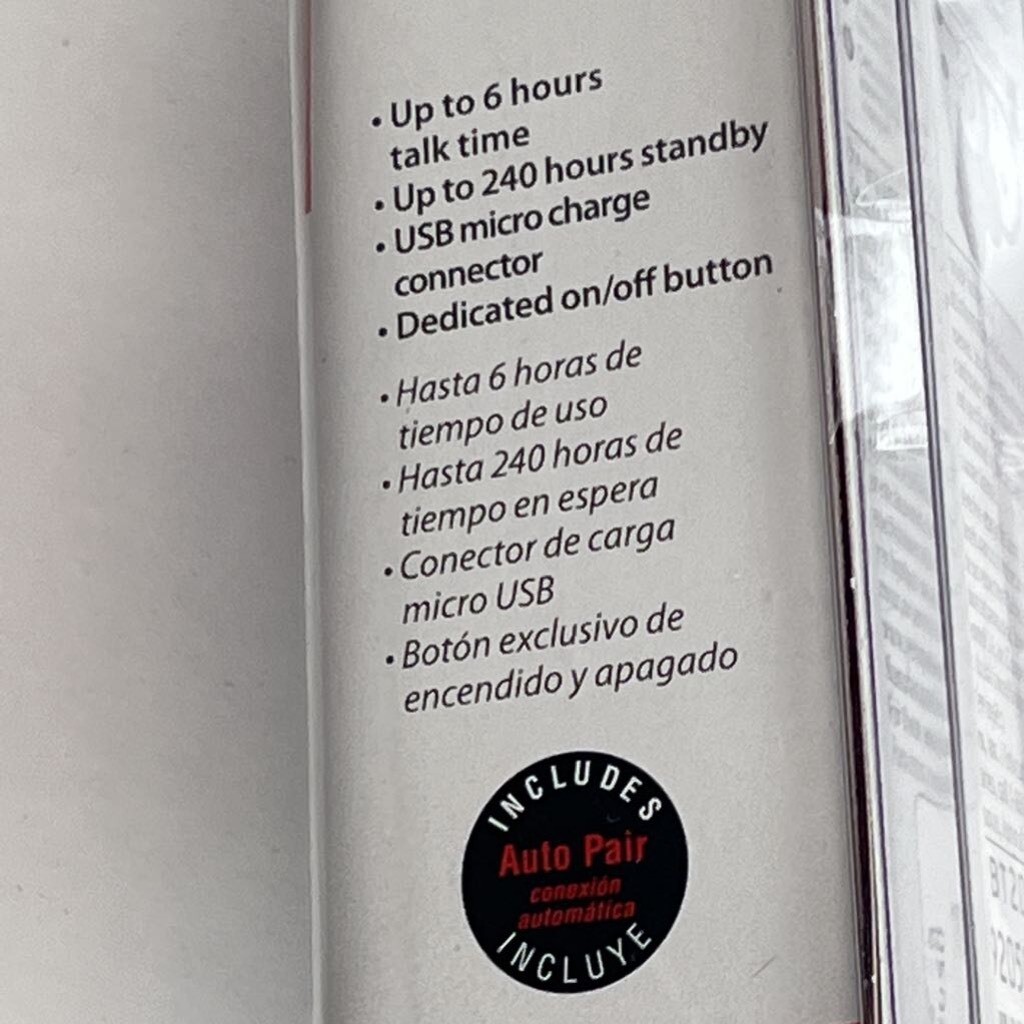 • Up to 6 hours
talk time
• Up to 240 hours standby
• USB micro charge
connector
• Dedicated on/off button
• Hasta 6 horas de
tiempo de uso
• Hasta 240 horas de
tiempo en espera
• Conector de carga
micro USB
• Botón exclusivo de
encendido y apagado
INCLUDES
Auto Pair
conexión
automática
INCLUYE